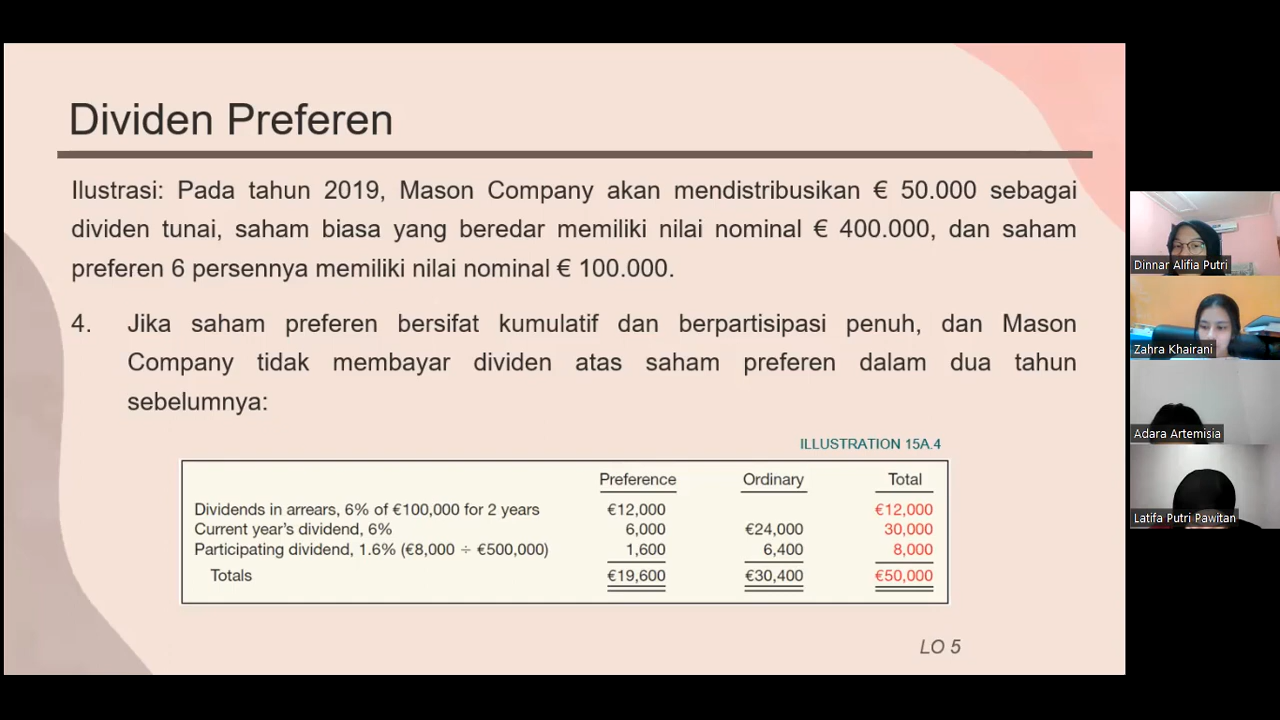 Dividen Preferen
Ilustrasi: Pada tahun 2019, Mason Company akan mendistribusikan € 50.000 sebagai
dividen tunai, saham biasa yang beredar memiliki nilai nominal € 400.000, dan saham
preferen 6 persennya memiliki nilai nominal € 100.000.
4. Jika saham preferen bersifat kumulatif dan berpartisipasi penuh, dan Mason
Company tidak membayar dividen atas saham preferen dalam dua tahun
sebelumnya:
ILLUSTRATION 15A.4
Preference Ordinary Total
Dividends in arrears, 6% of €100,000 for 2 years €12,000 €12,000
Current year's dividend, 6% 6,000 €24,000 30,000
Participating dividend, 1.6% (€8,000 ÷ €500,000) 1,600 6,400 8,000
Totals €19,600 €30,400 €50,000
LO 5
Dinnar Alifia Putri
Zahra Khairani
Adara Artemisia
Latifa Putri Pawitan